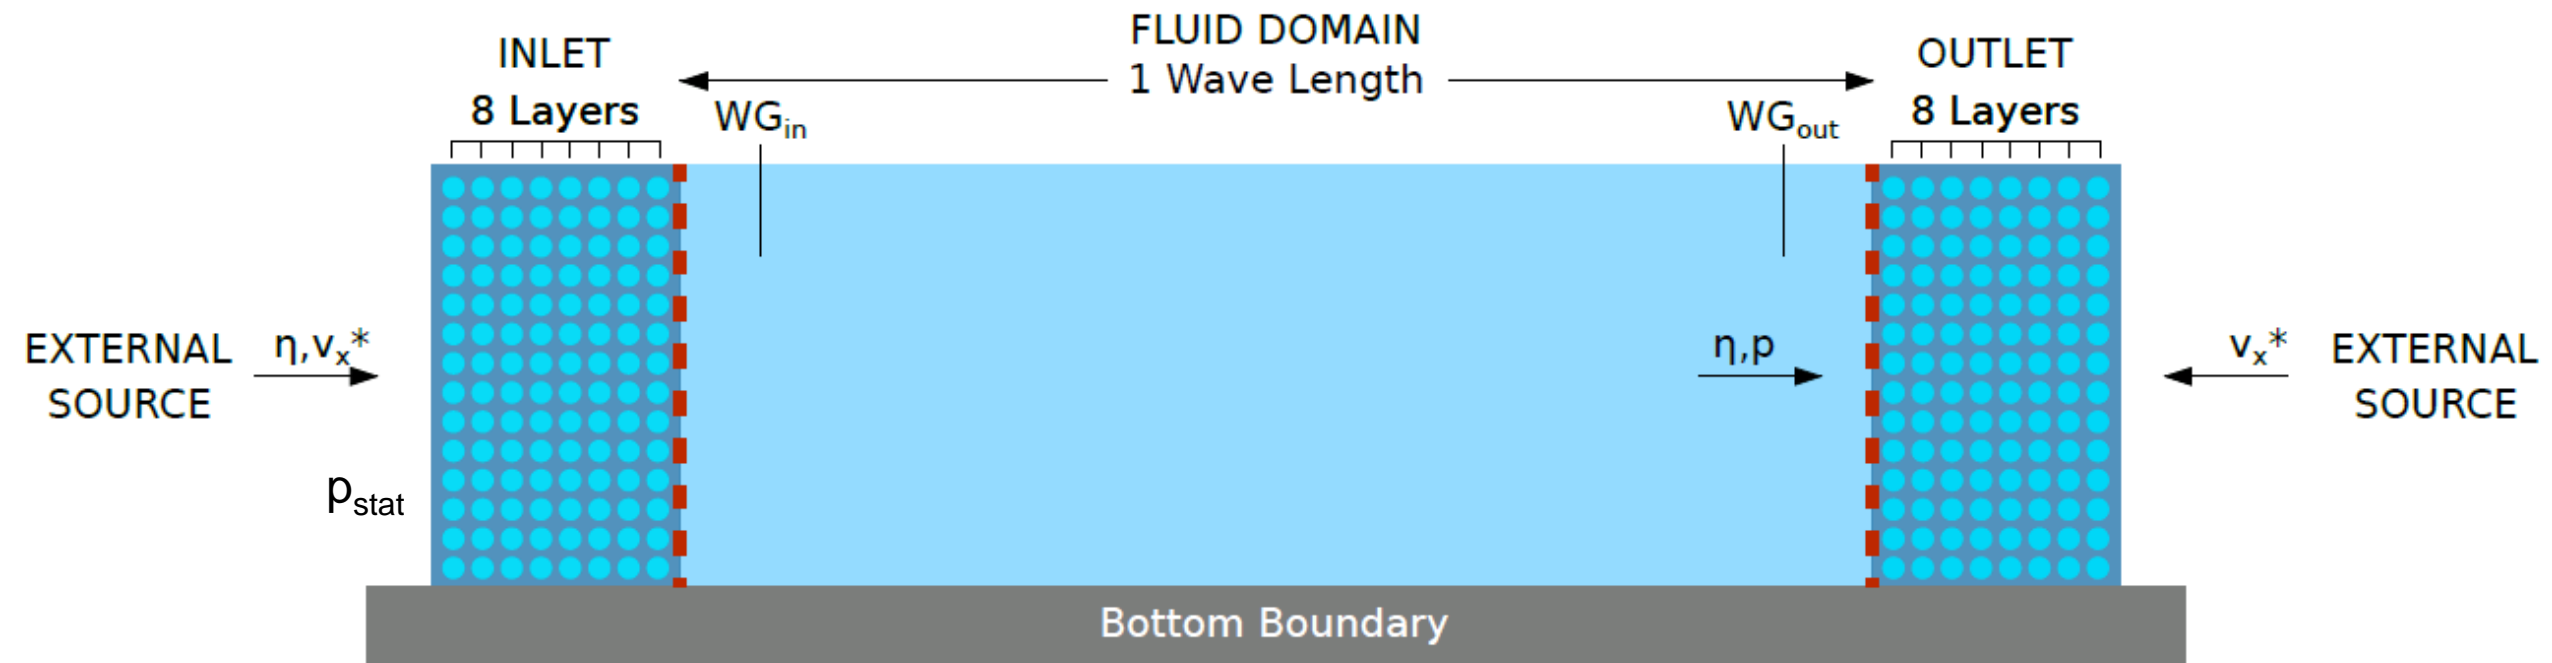 FLUID DOMAIN
1 Wave Length
INLET
8 Layers
OUTLET
8 Layers
WGin
WGout
EXTERNAL
SOURCE
η,vx*
pstat
η,p
vx*
EXTERNAL
SOURCE
Bottom Boundary